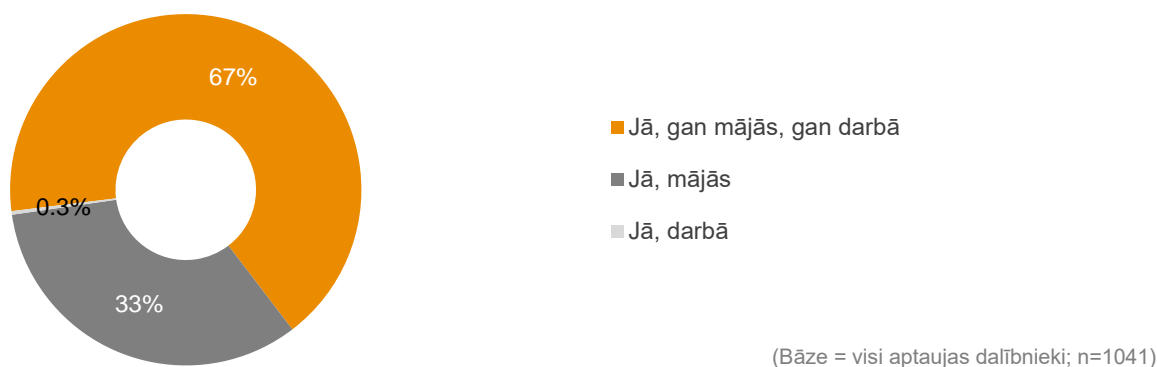 67%
0.3%
33%
Jā, gan mājās, gan darbā
Jā, mājās
Jā, darbā
(Bāze = visi aptaujas dalībnieki; n=1041)